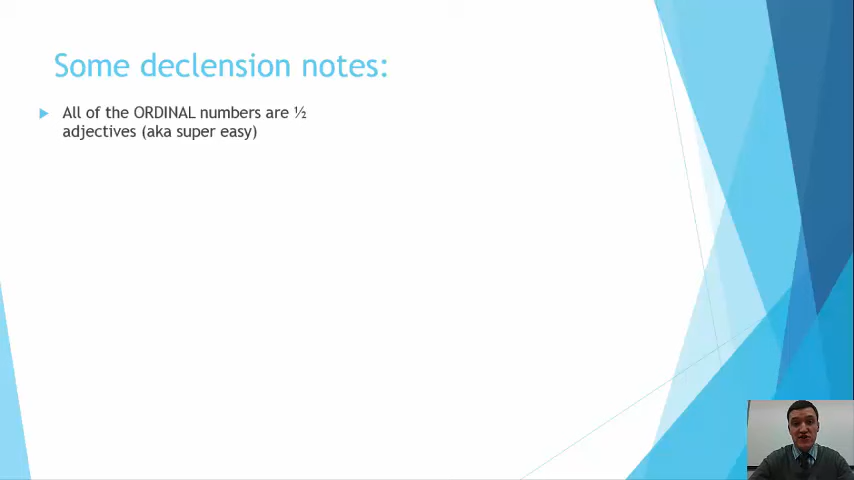 Some declension notes:
All of the ORDINAL numbers are ½
adjectives (aka super easy)